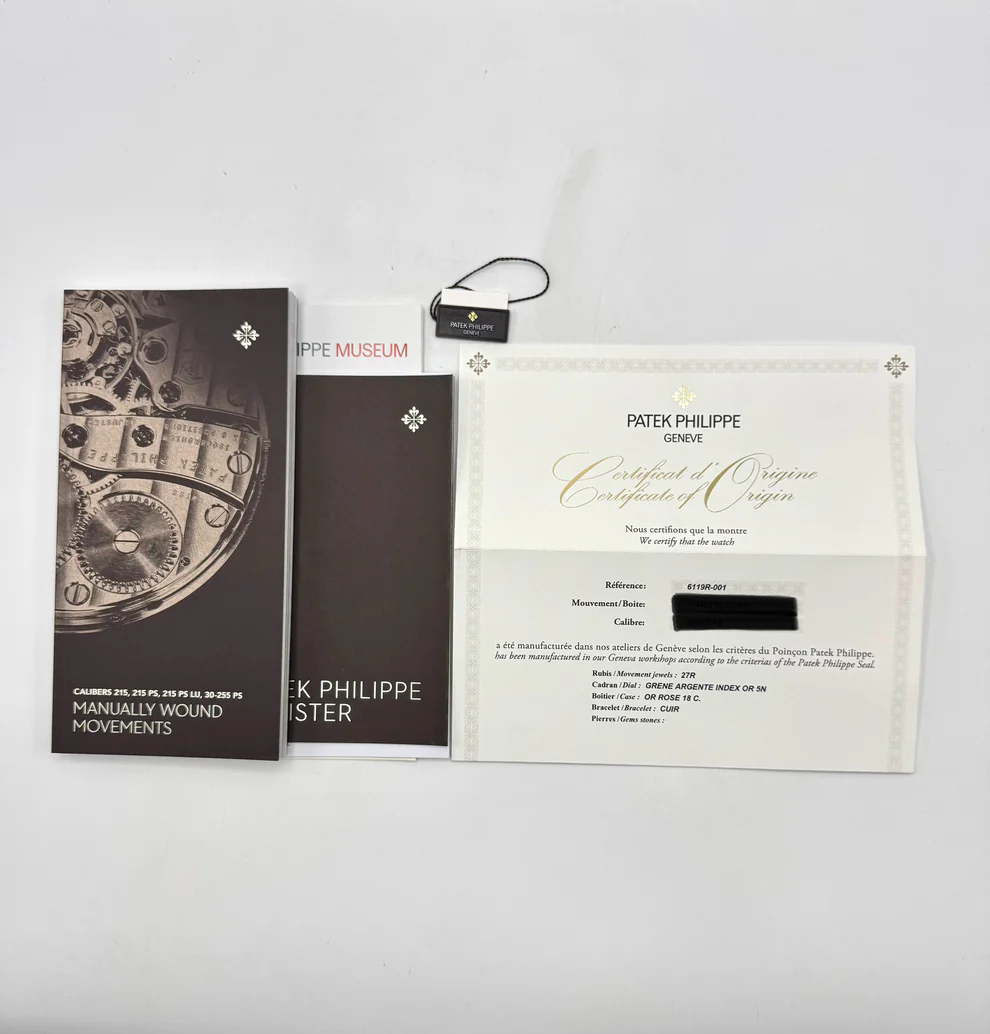 CALIBERS 215, 215 PS, 215 PS LU, 30-255 PS
MANUALLY WOUND
MOVEMENTS
PATEK PHILIPPE
IPPE MUSEUM
EK PHILIPPE
ISTER
PATEK PHILIPPE
GENEVE
PATEK PHILIPPE
GENEVE
Certificat d'Origine
Certificate of Origin
Nous certifions que la montre
We certify that the watch
Référence: 6119R-001
Mouvement/Boite:
Calibre:
a été manufacturée dans nos ateliers de Genève selon les critères du Poinçon Patek Philippe.
has been manufactured in our Geneva workshops according to the criterias of the Patek Philippe Seal.
Rubis /Movement jewels : 27R
Cadran /Dial : GRENE ARGENTE INDEX OR 5N
Boitier /Case : OR ROSE 18 C.
Bracelet /Bracelet : CUIR
Pierres /Gems stones :